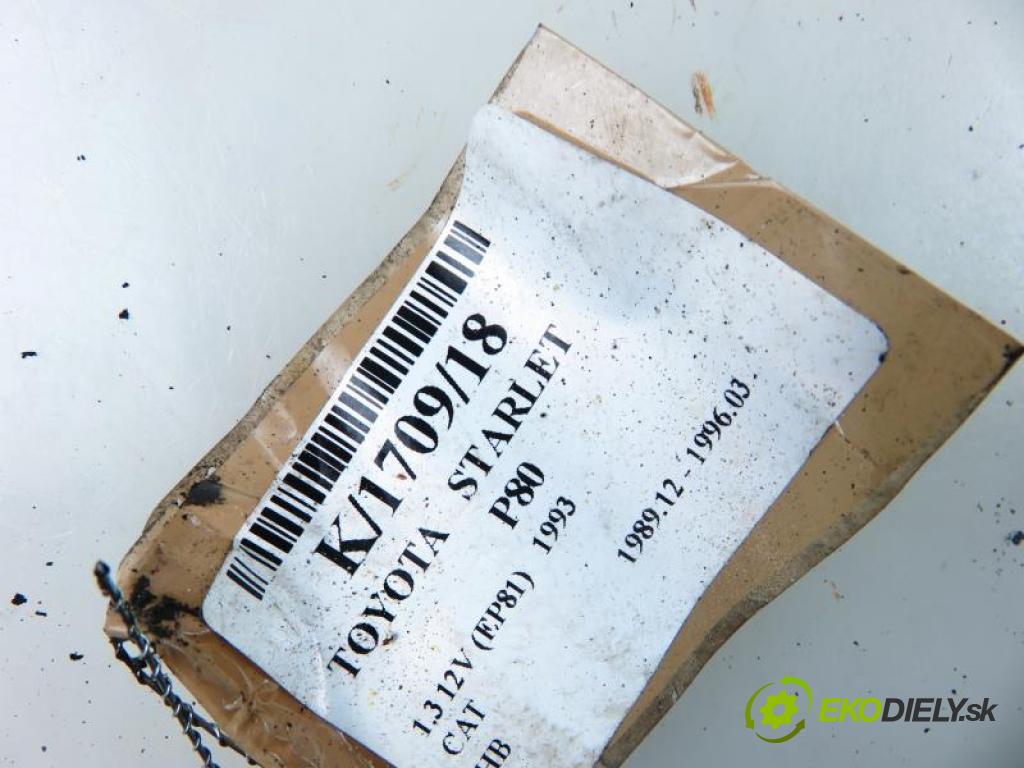 K/1709/18
TOYOTA STARLET
P80
1.3 12V (EP81) 1993
1989.12 - 1996.03
CAT
HB
EKODIELY.sk